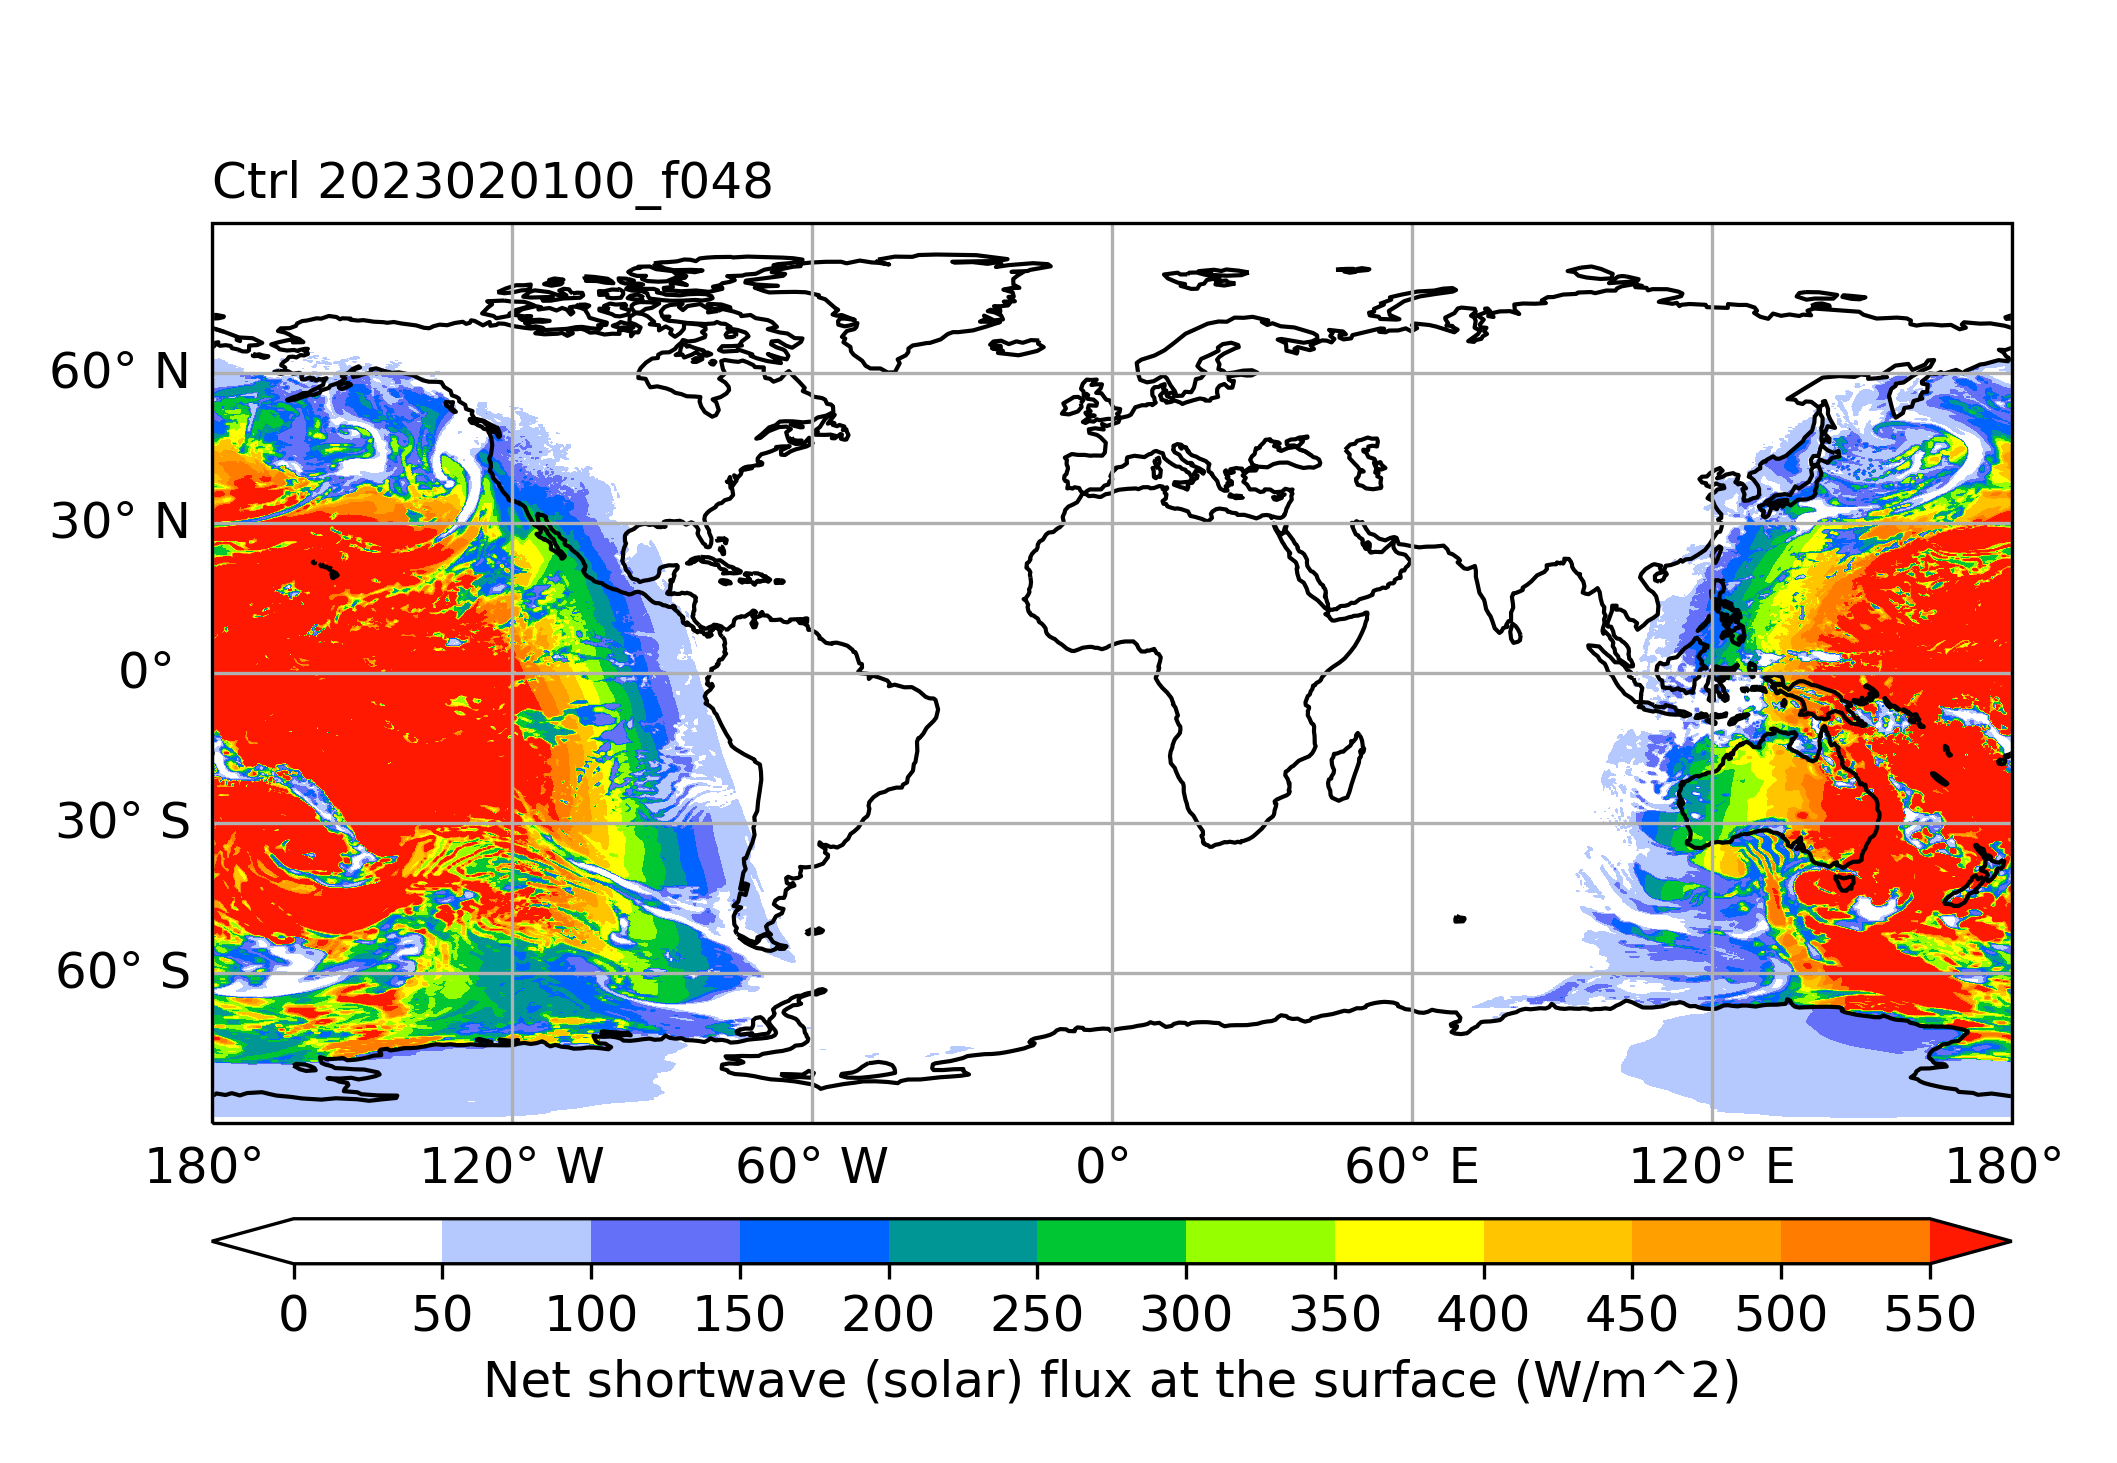 Ctrl 2023020100_f048
60° N
30° N
0°
30° S
60° S
180° 120° W 60° W 0° 60° E 120° E 180°
0 50 100 150 200 250 300 350 400 450 500 550
Net shortwave (solar) flux at the surface (W/m^2)